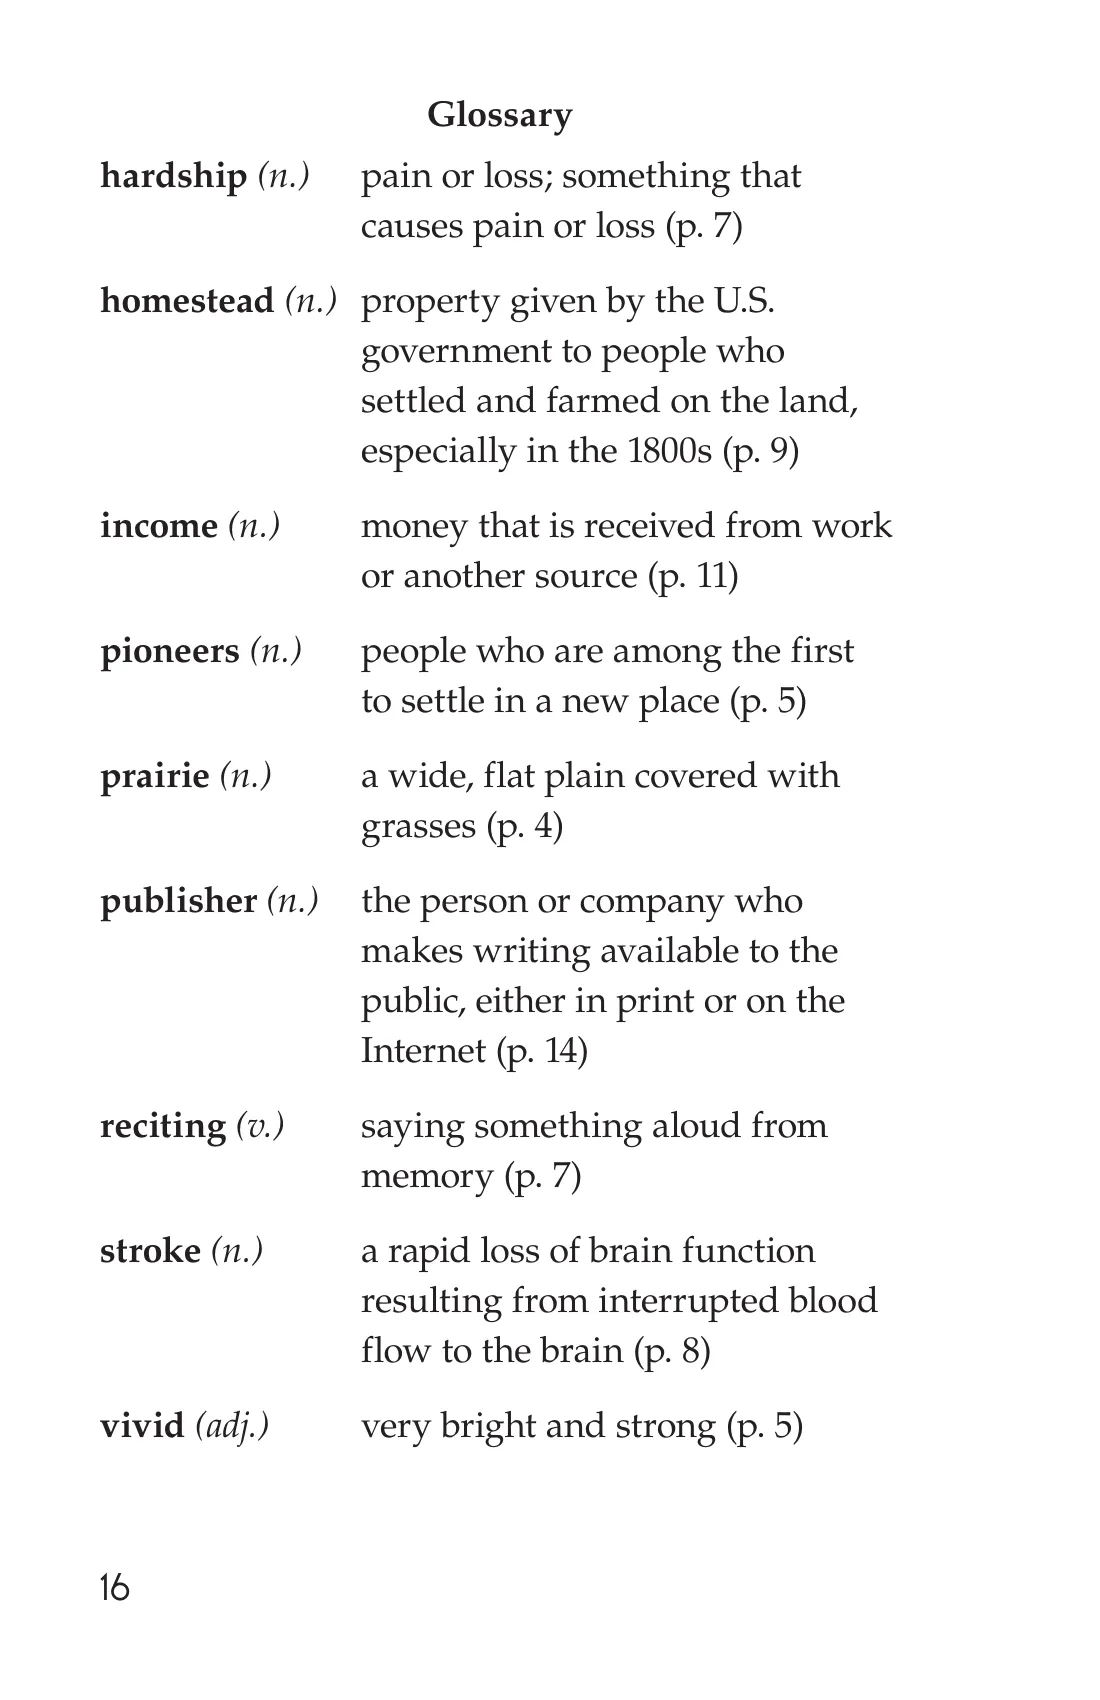 Glossary
hardship (n.) pain or loss; something that
causes pain or loss (p. 7)
homestead (n.) property given by the U.S.
government to people who
settled and farmed on the land,
especially in the 1800s (p. 9)
income (n.) money that is received from work
or another source (p. 11)
pioneers (n.) people who are among the first
to settle in a new place (p. 5)
prairie (n.) a wide, flat plain covered with
grasses (p. 4)
publisher (n.) the person or company who
makes writing available to the
public, either in print or on the
Internet (p. 14)
reciting (v.) saying something aloud from
memory (p. 7)
stroke (n.) a rapid loss of brain function
resulting from interrupted blood
flow to the brain (p. 8)
vivid (adj.) very bright and strong (p. 5)
16